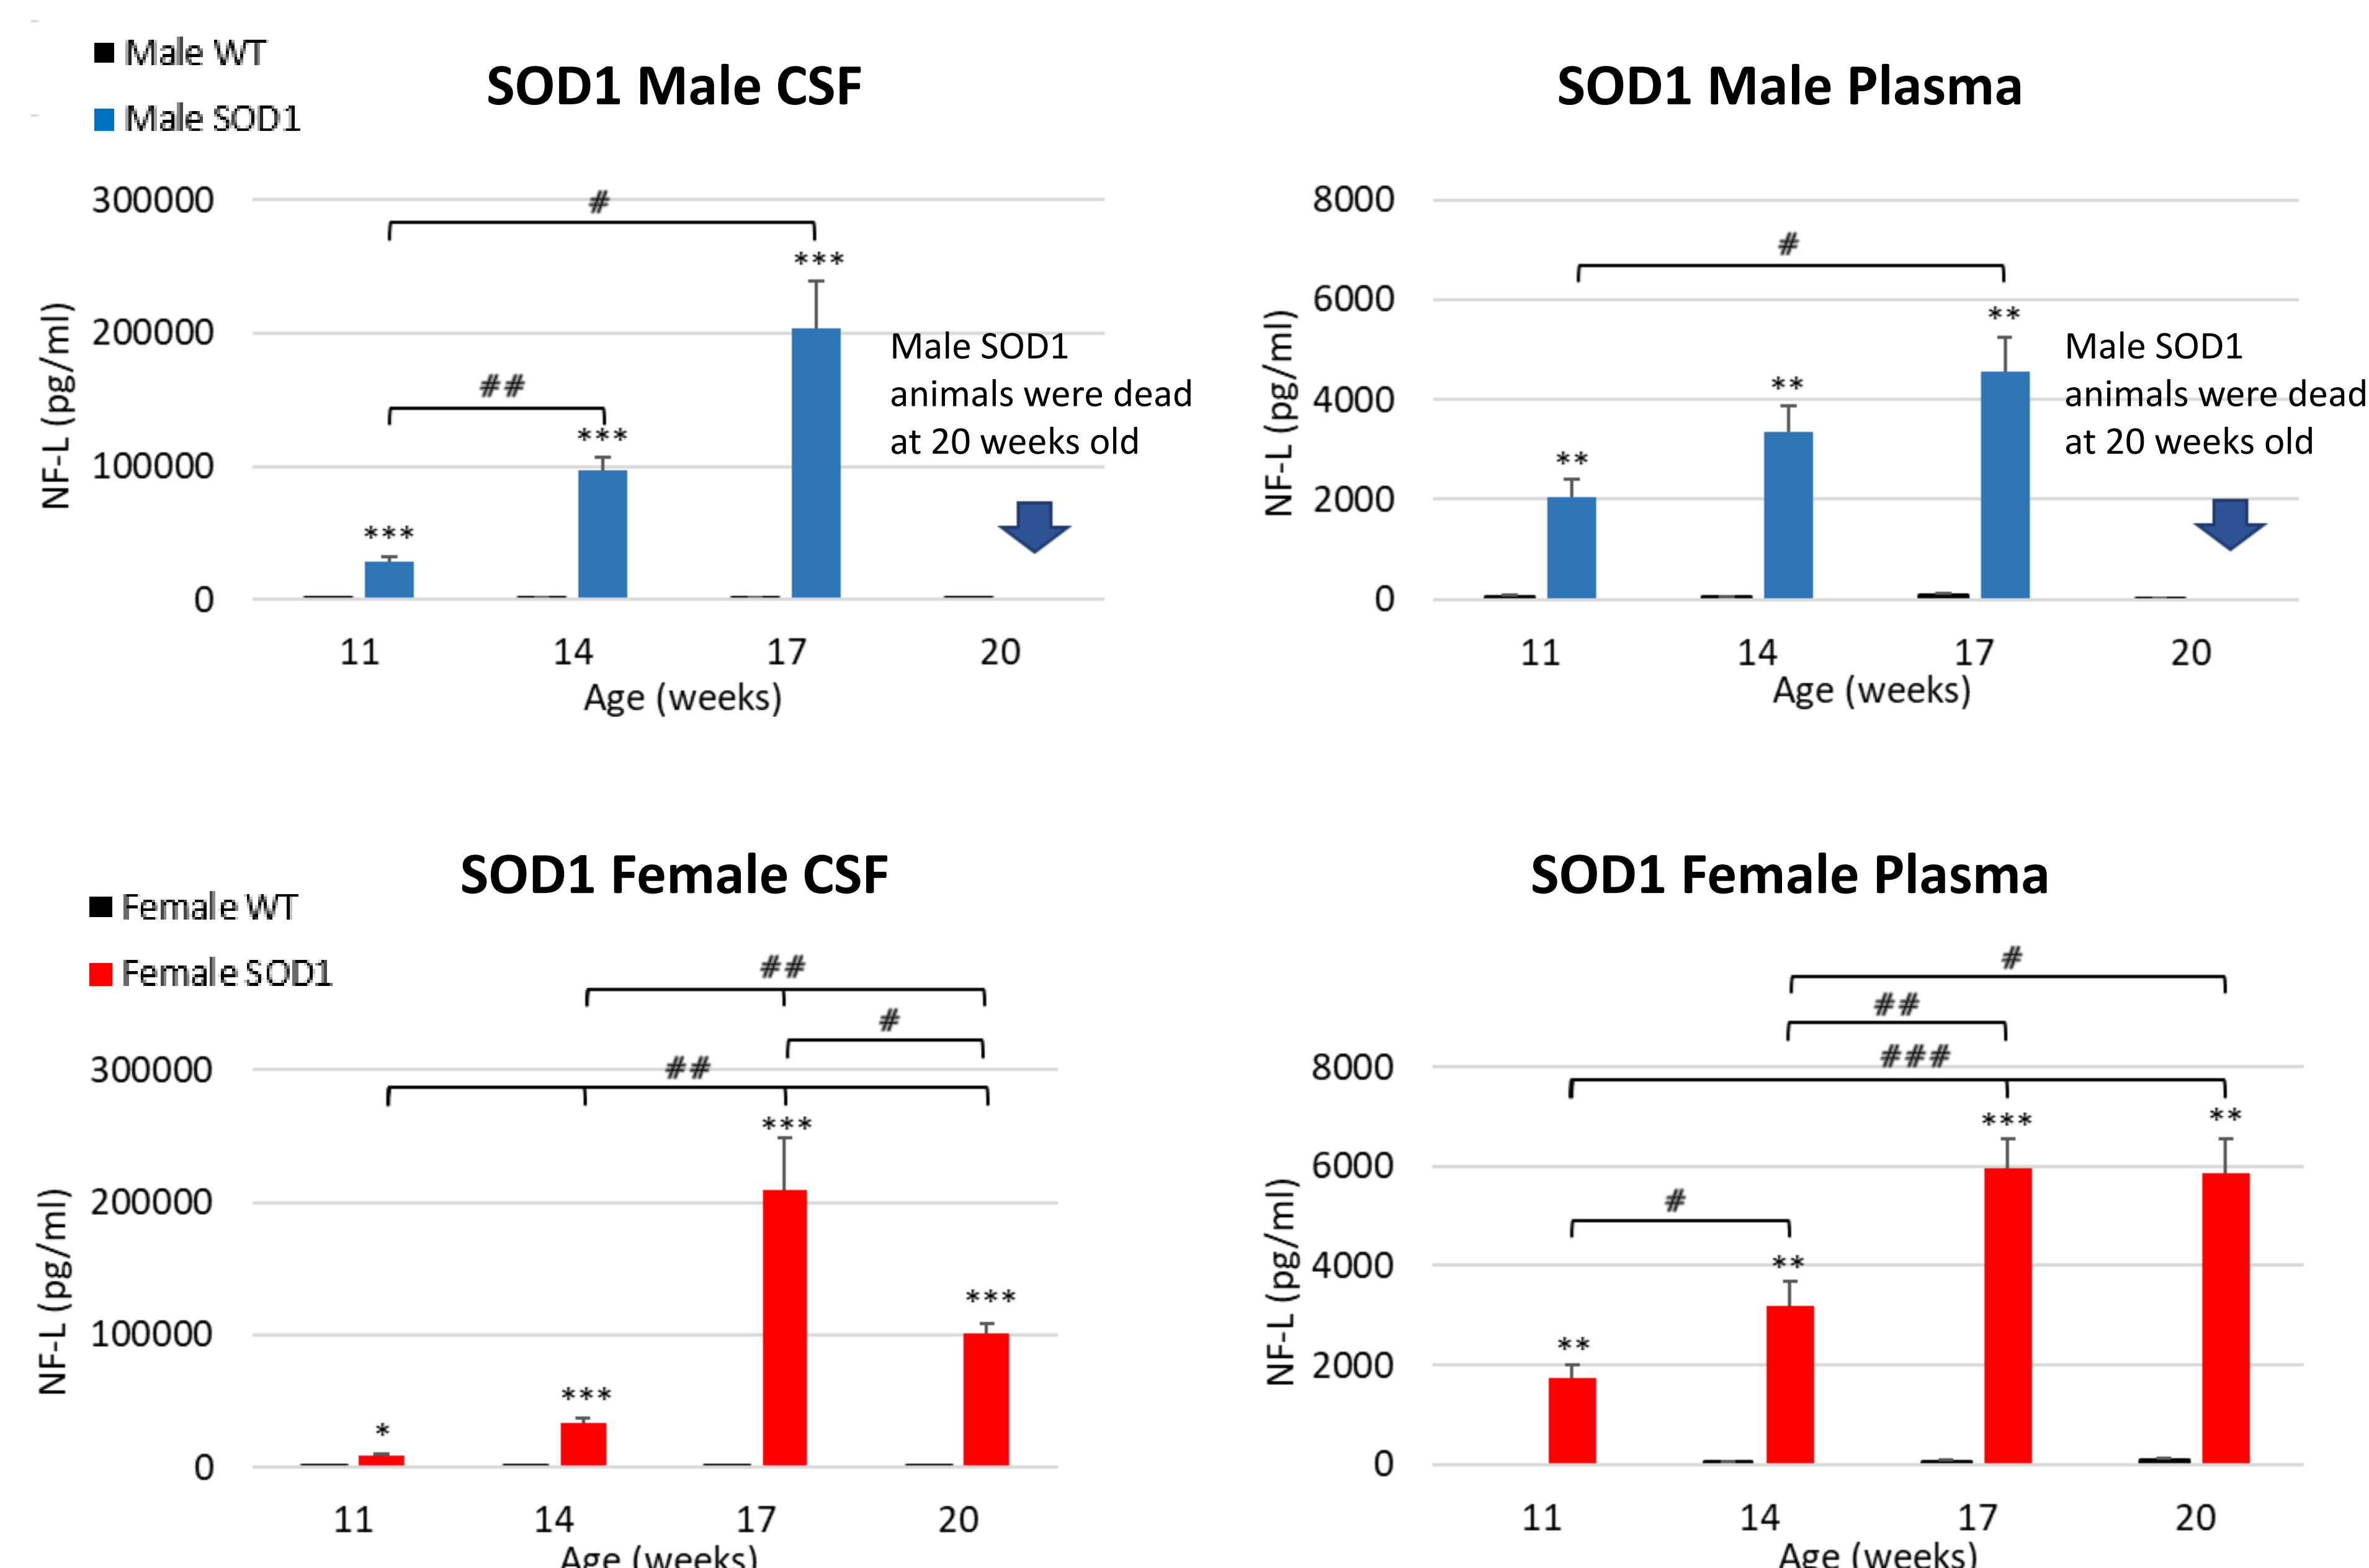 Male WT
Male SOD1
SOD1 Male CSF
300000
200000
100000
0
NF-L (pg/ml)
#
##
***
***
***
Male SOD1
animals were dead
at 20 weeks old
11 14 17 20
Age (weeks)
SOD1 Male Plasma
8000
6000
4000
2000
0
NF-L (pg/ml)
#
**
**
**
Male SOD1
animals were dead
at 20 weeks old
11 14 17 20
Age (weeks)
Female WT
Female SOD1
SOD1 Female CSF
##
#
##
300000
200000
100000
0
NF-L (pg/ml)
*
***
***
***
11 14 17 20
Age (weeks)
SOD1 Female Plasma
#
##
###
#
8000
6000
4000
2000
0
NF-L (pg/ml)
**
**
***
**
11 14 17 20
Age (weeks)